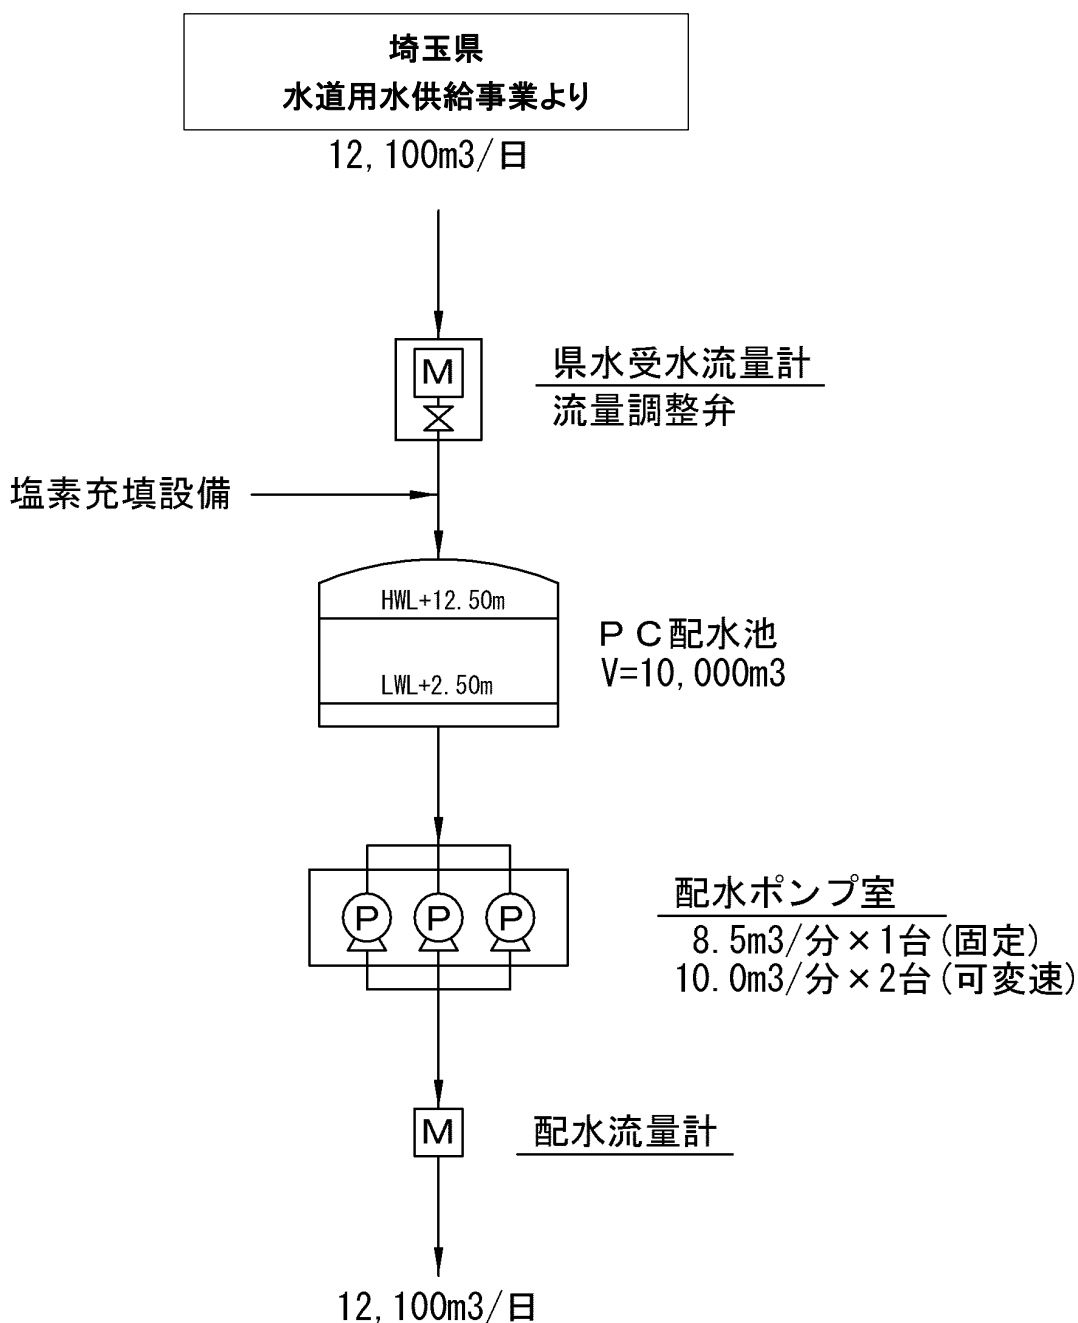 埼玉県
水道用水供給事業より
12,100m3/日
M
県水受水流量計
流量調整弁
塩素充填設備
HWL+12.50m
LWL+2.50m
PC配水池
V=10,000m3
P P P
配水ポンプ室
8.5m3/分×1台(固定)
10.0m3/分×2台(可変速)
M
配水流量計
12,100m3/日